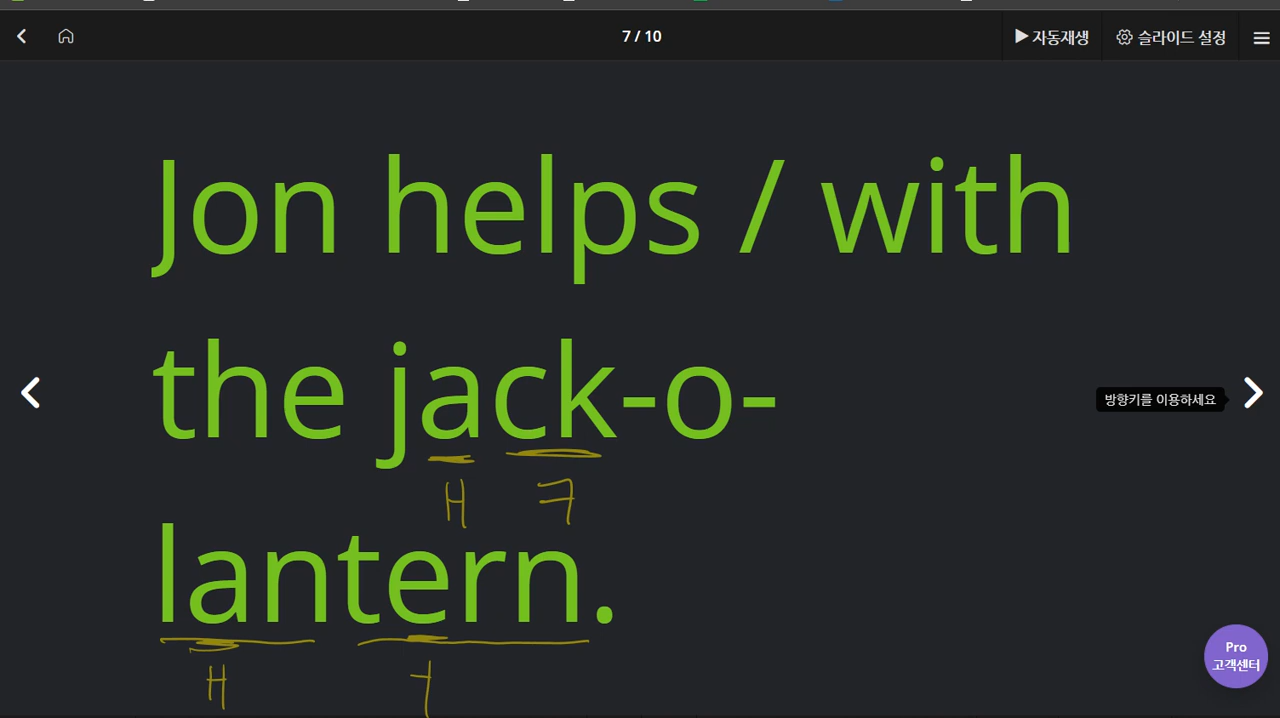 7 / 10
▶ 자동재생
슬라이드 설정
Jon helps / with
the jack-o-
방향키를 이용하세요
ㅐ ㅋ
lantern.
Pro
고객센터
ㅐ ㅓ